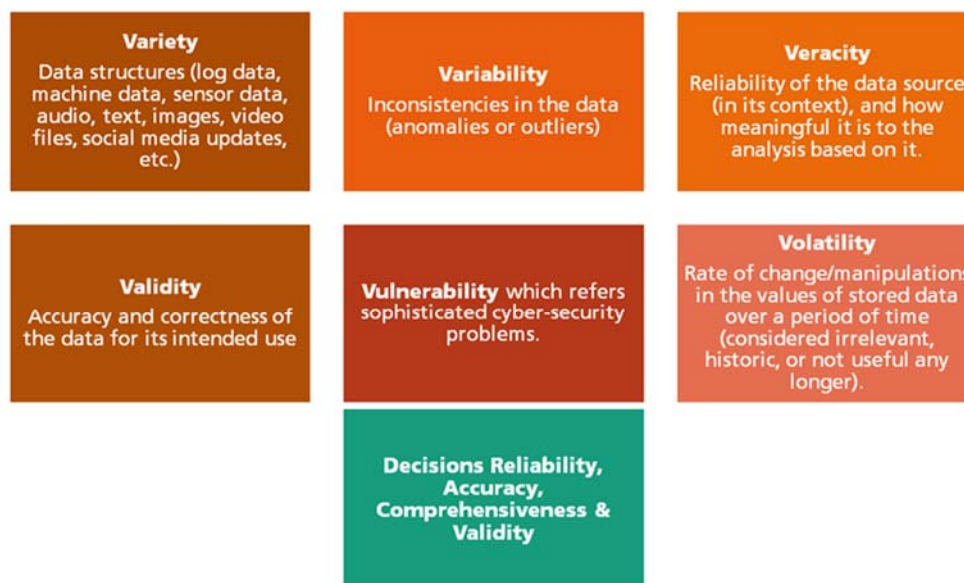 Variety
Data structures (log data,
machine data, sensor data,
audio, text, images, video
files, social media updates,
etc.)
Variability
Inconsistencies in the data
(anomalies or outliers)
Veracity
Reliability of the data source
(in its context), and how
meaningful it is to the
analysis based on it.
Validity
Accuracy and correctness of
the data for its intended use
Vulnerability which refers
sophisticated cyber-security
problems.
Volatility
Rate of change/manipulations
in the values of stored data
over a period of time
(considered irrelevant,
historic, or not useful any
longer).
Decisions Reliability,
Accuracy,
Comprehensiveness &
Validity